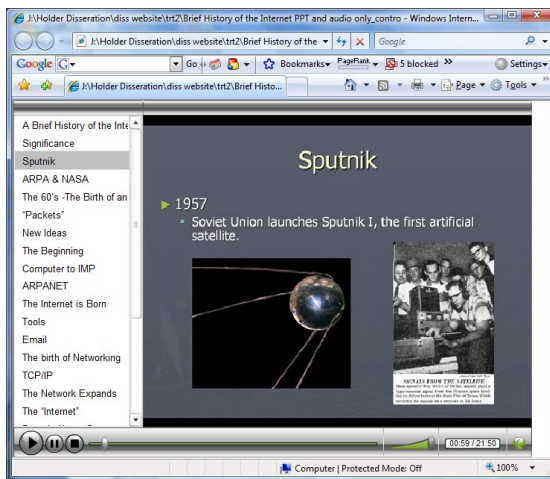 J:\Holder Disseration\diss website\trt2\Brief History of the Internet PPT and audio only_contro - Windows Intern...
J:\Holder Disseration\diss website\trt2\Brief History of the
Google
Google
Go
Bookmarks
PageRank
5 blocked
Settings
J:\Holder Disseration\diss website\trt2\Brief Histo...
Page
Tools
A Brief History of the Inte
Significance
Sputnik
ARPA & NASA
The 60's -The Birth of an
"Packets"
New Ideas
The Beginning
Computer to IMP
ARPANET
The Internet is Born
Tools
Email
The birth of Networking
TCP/IP
The Network Expands
The "Internet"
Sputnik
1957
Soviet Union launches Sputnik I, the first artificial
satellite.
SIGNALS FROM THE SATELLITE
00:59 / 21:50
Computer | Protected Mode: Off
100%